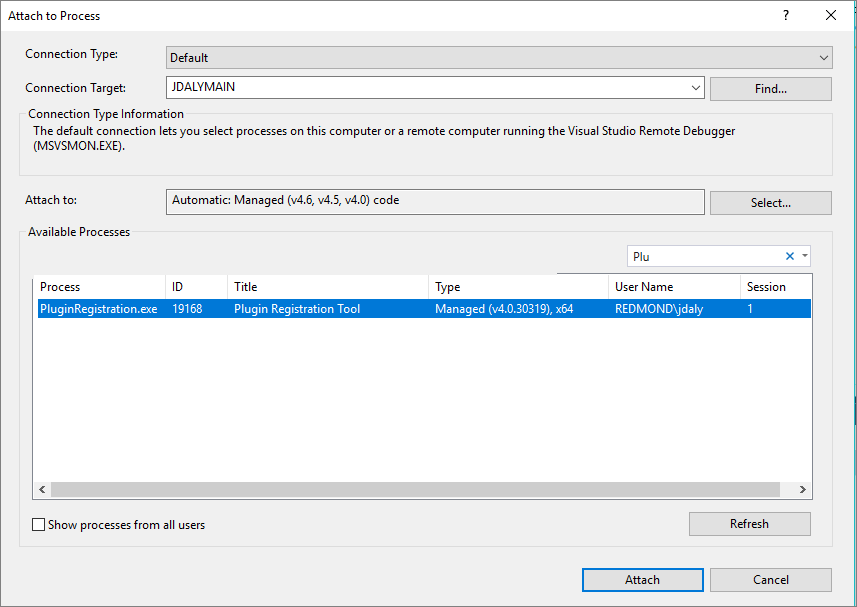 Attach to Process
?
Connection Type:
Default
Connection Target:
JDALYMAIN
Find...
Connection Type Information
The default connection lets you select processes on this computer or a remote computer running the Visual Studio Remote Debugger
(MSVSMON.EXE).
Attach to:
Automatic: Managed (v4.6, v4.5, v4.0) code
Select...
Available Processes
Plu
Process ID Title Type User Name Session
PluginRegistration.exe 19168 Plugin Registration Tool Managed (v4.0.30319), x64 REDMOND\jdaly 1
Show processes from all users
Refresh
Attach
Cancel